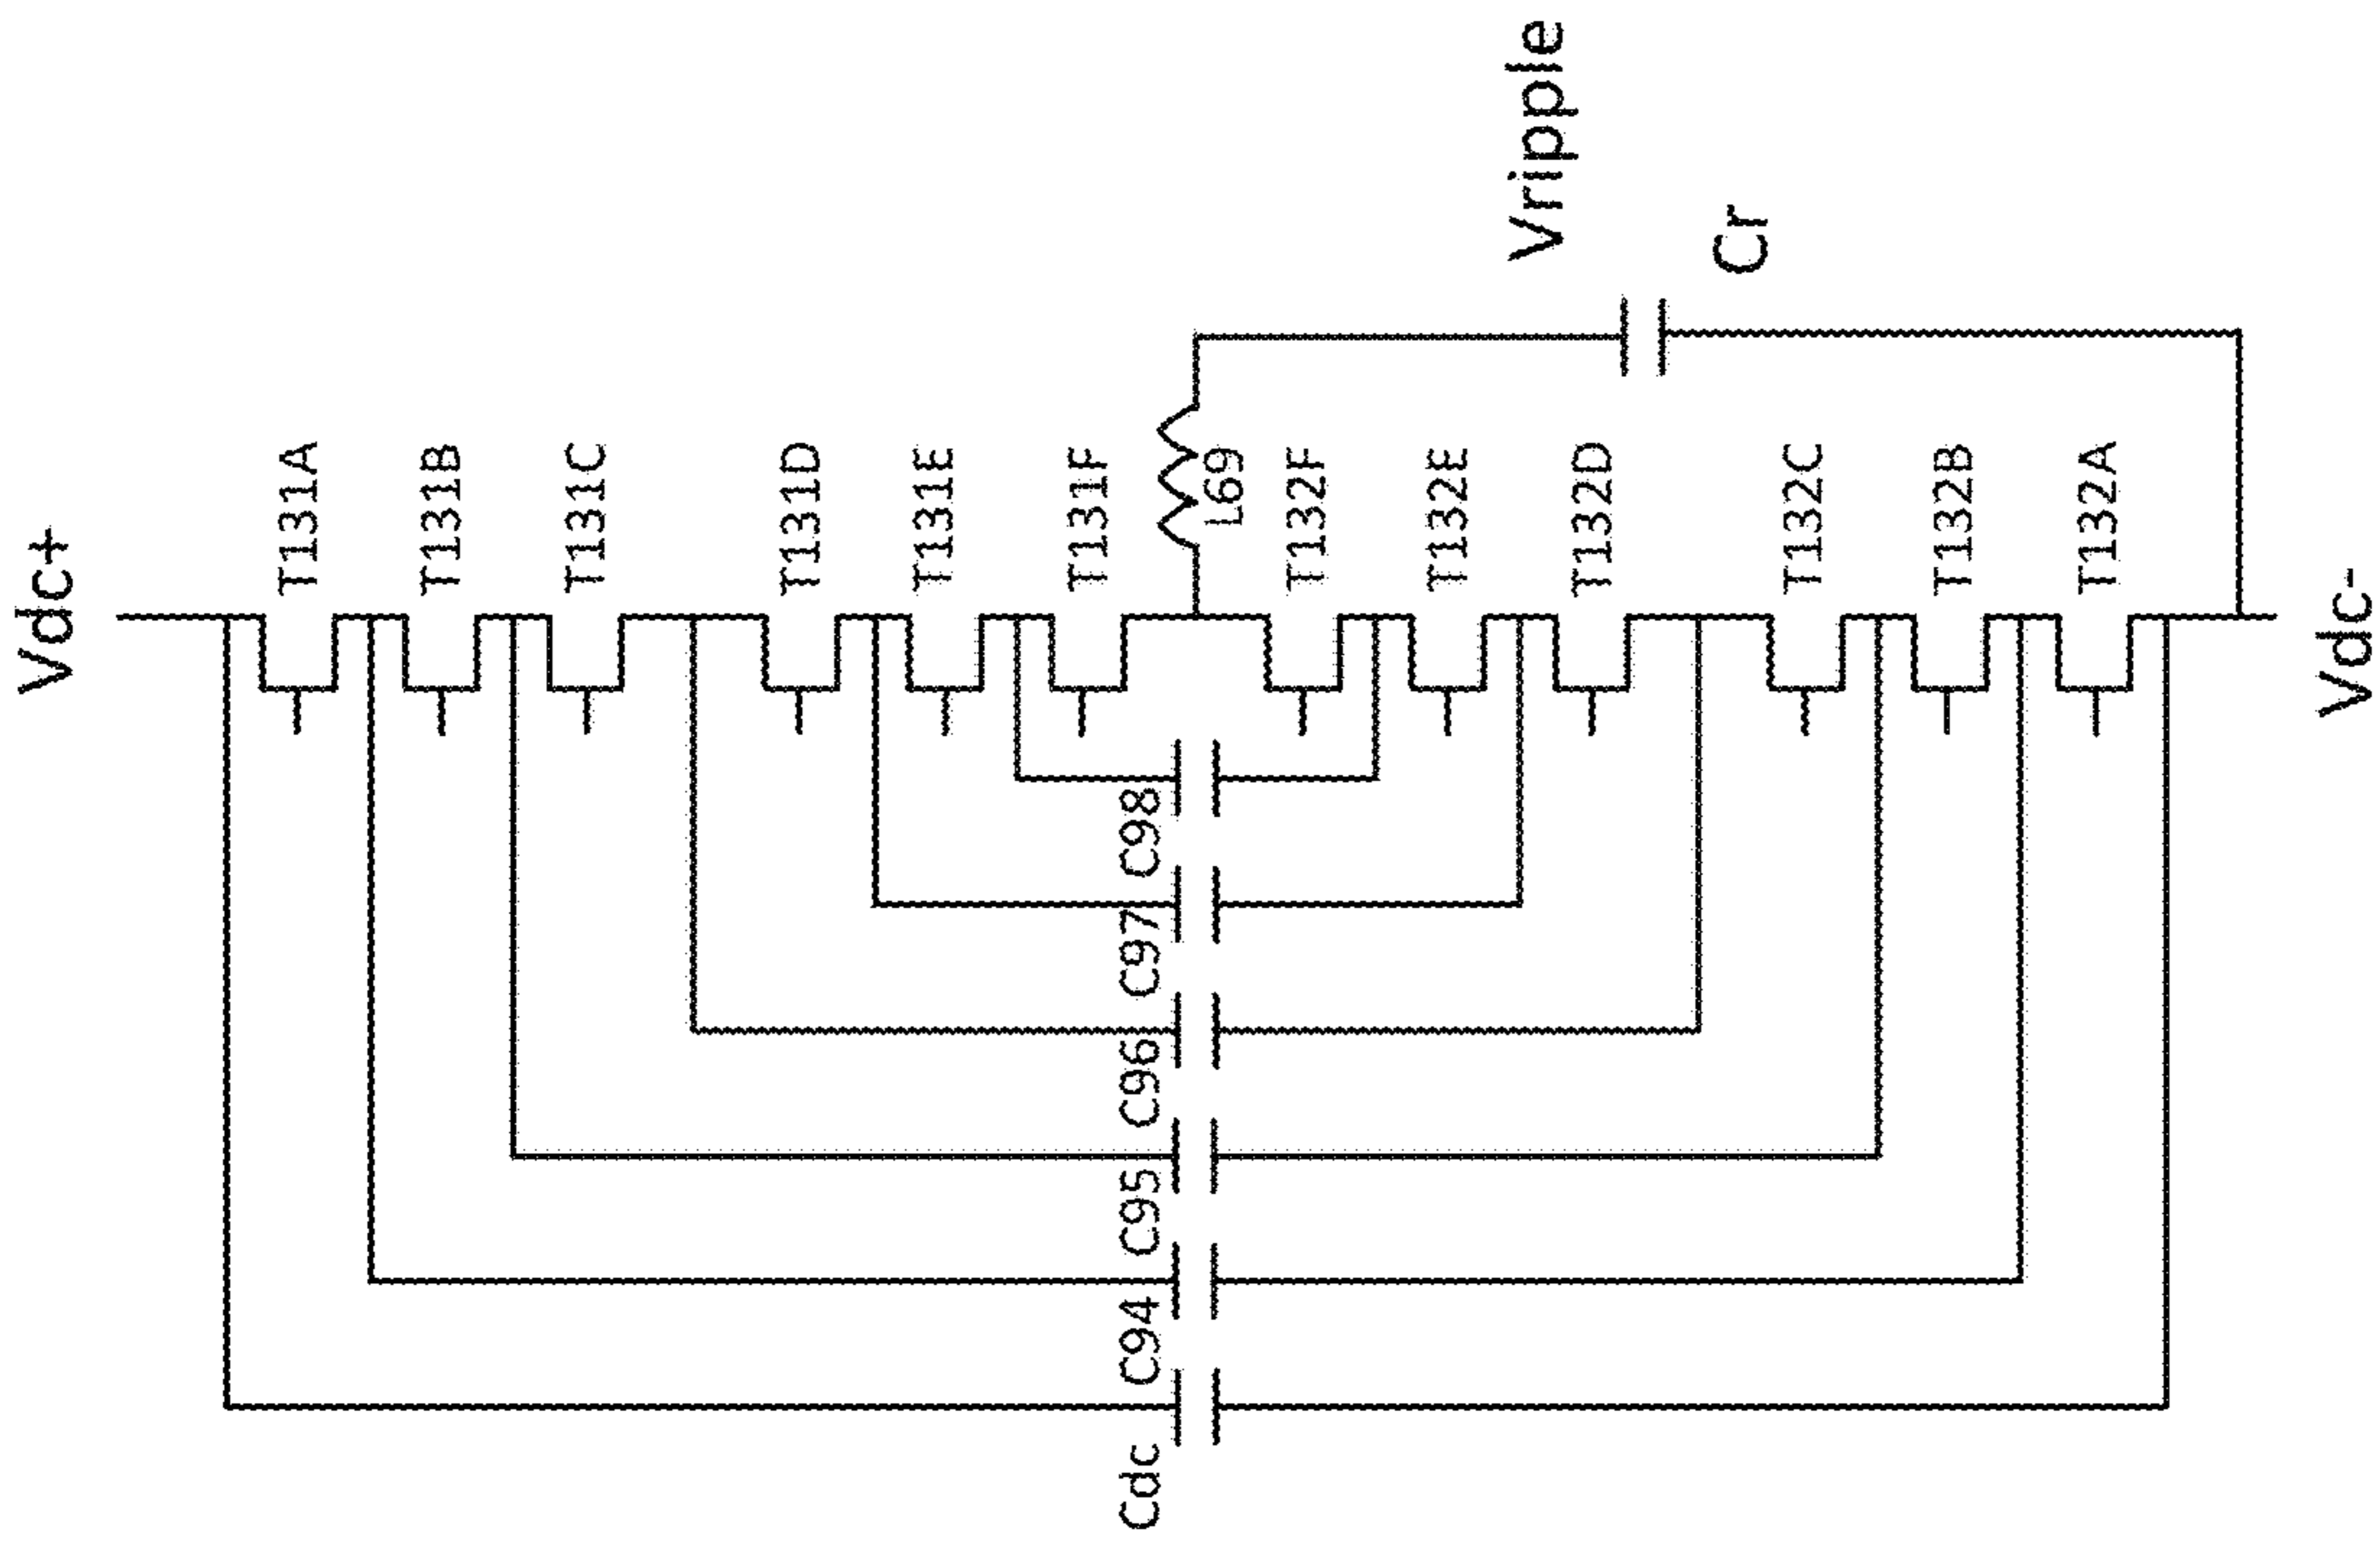 Vdc+
T131A
T131B
T131C
T131D
T131E
T131F
L69
T132F
T132E
T132D
T132C
T132B
T132A
Vdc-
Vripple
Cr
Cdc
C94
C95
C96
C97
C98